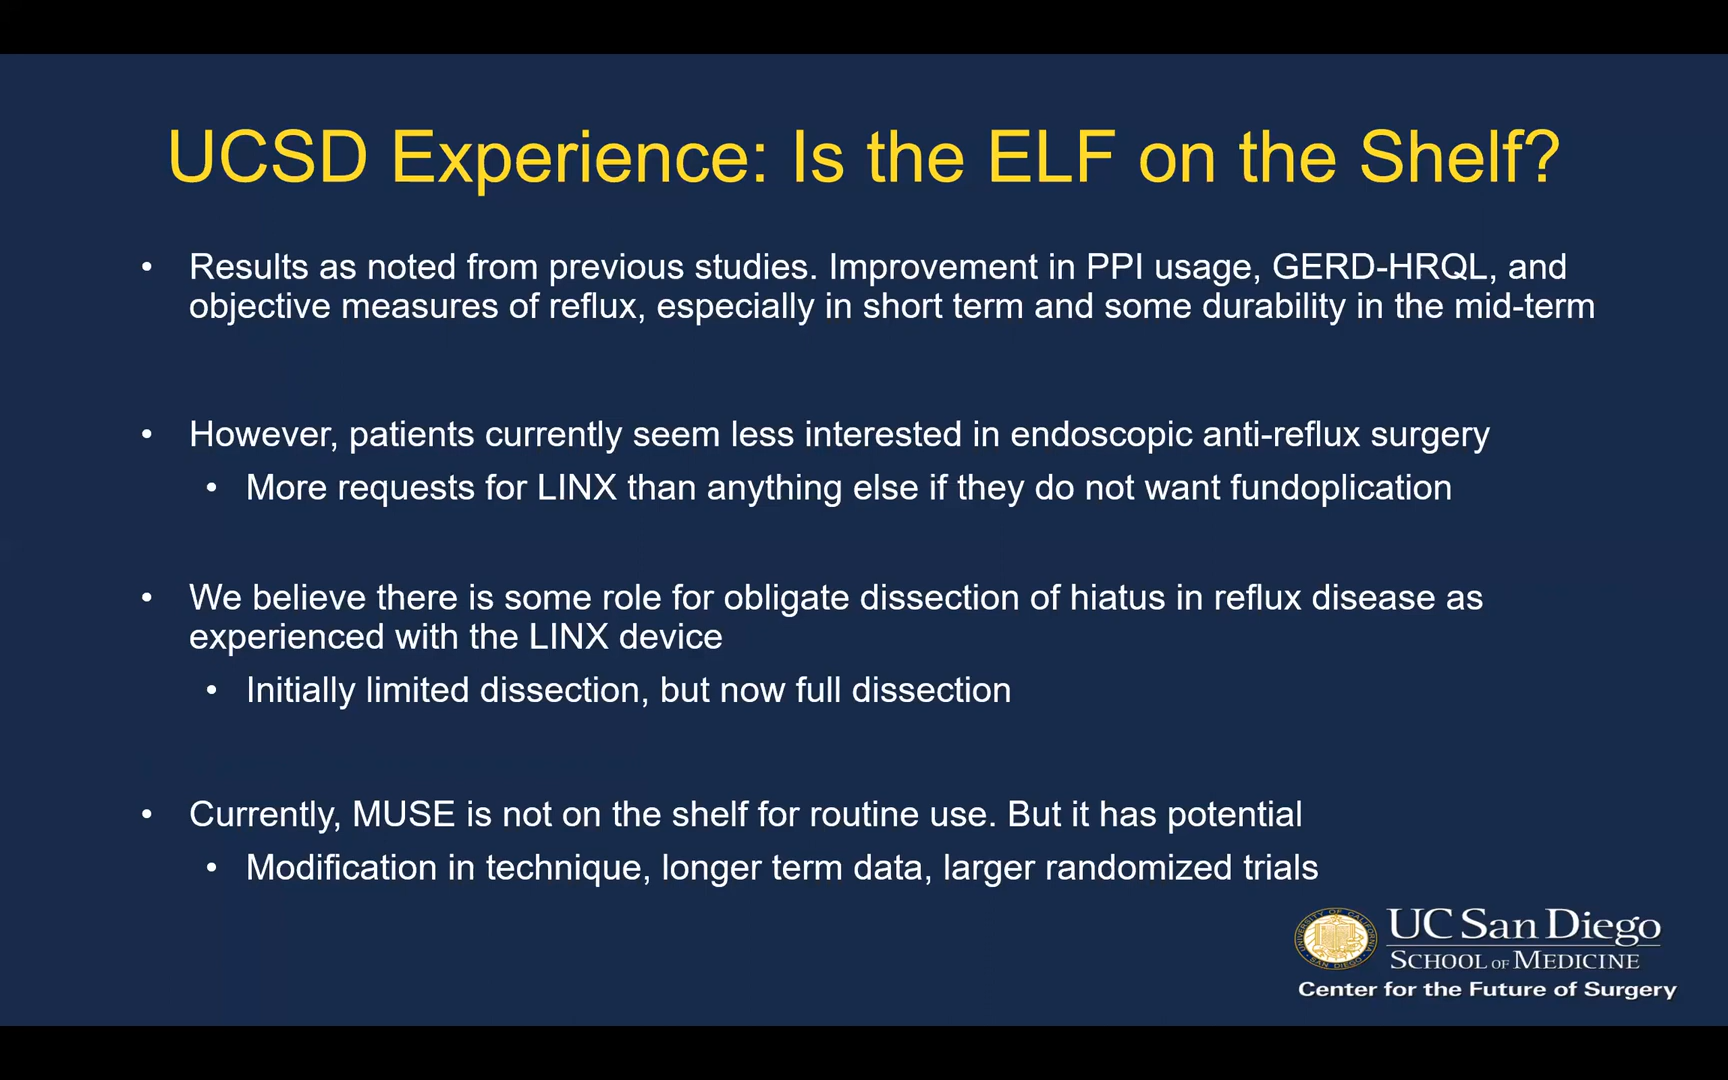 UCSD Experience: Is the ELF on the Shelf?
• Results as noted from previous studies. Improvement in PPI usage, GERD-HRQL, and
objective measures of reflux, especially in short term and some durability in the mid-term
• However, patients currently seem less interested in endoscopic anti-reflux surgery
• More requests for LINX than anything else if they do not want fundoplication
• We believe there is some role for obligate dissection of hiatus in reflux disease as
experienced with the LINX device
• Initially limited dissection, but now full dissection
• Currently, MUSE is not on the shelf for routine use. But it has potential
• Modification in technique, longer term data, larger randomized trials
UC San Diego
SCHOOL OF MEDICINE
Center for the Future of Surgery